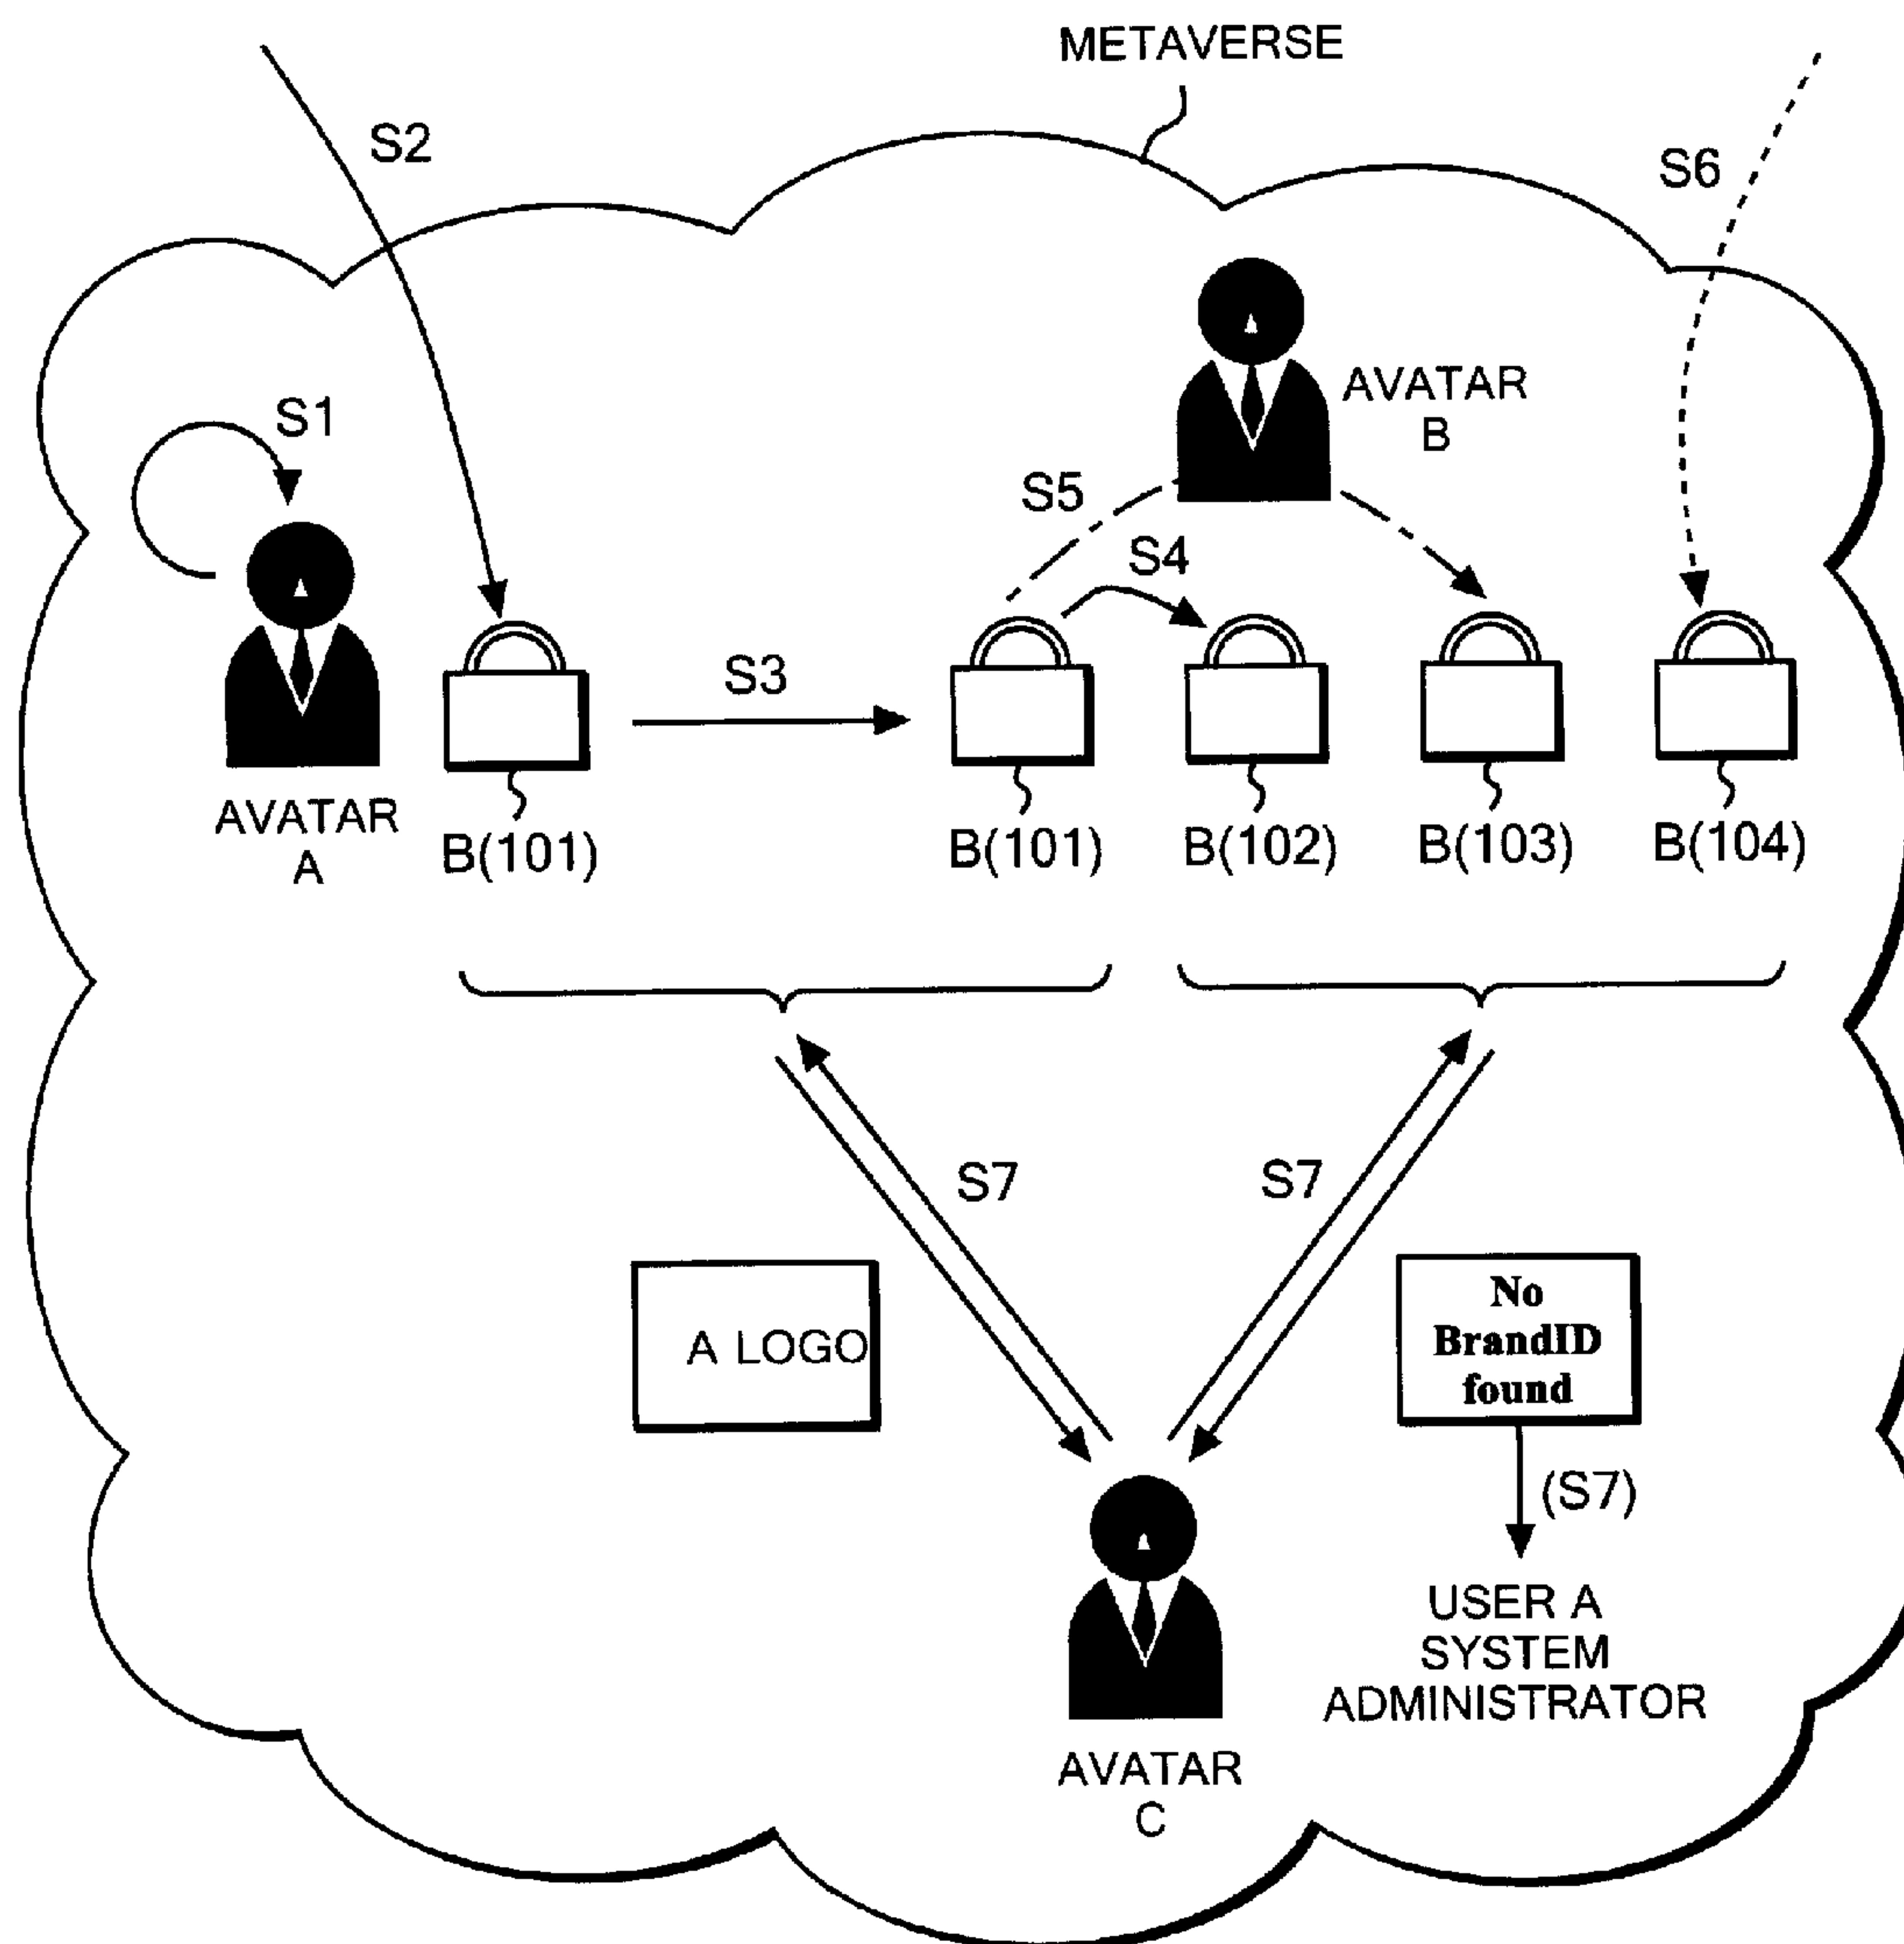 METAVERSE
S2
S6
AVATAR
B
S1
S5
S4
S3
AVATAR
A
B(101)
B(101)
B(102)
B(103)
B(104)
S7
S7
A LOGO
No
BrandID
found
(S7)
USER A
SYSTEM
ADMINISTRATOR
AVATAR
C